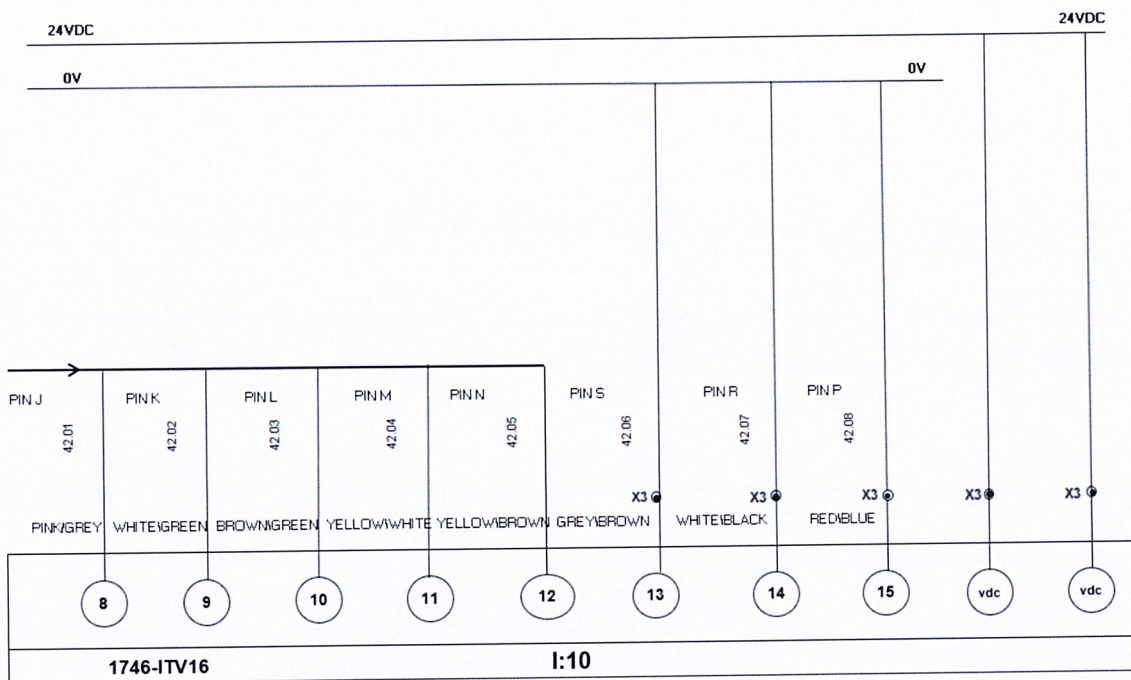 24VDC 24VDC
0V 0V
PIN J PIN K PIN L PIN M PIN N PIN S PIN R PIN P
42.01 42.02 42.03 42.04 42.05 42.06 42.07 42.08
X3 X3 X3 X3 X3
PINK\GREY WHITE\GREEN BROWN\GREEN YELLOW\WHITE YELLOW\BROWN GREY\BROWN WHITE\BLACK RED\BLUE
8 9 10 11 12 13 14 15 vdc vdc
1746-ITV16 I:10